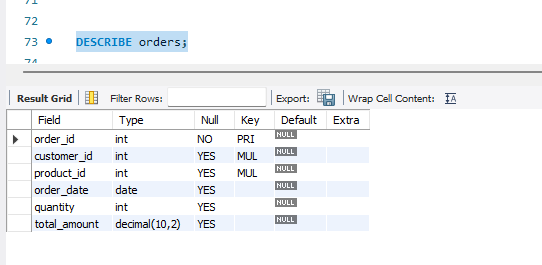 71
72
73 DESCRIBE orders;
74
Result Grid Filter Rows: Export: Wrap Cell Content: IA
Field Type Null Key Default Extra
order_id int NO PRI NULL
customer_id int YES MUL NULL
product_id int YES MUL NULL
order_date date YES NULL
quantity int YES NULL
total_amount decimal(10,2) YES NULL